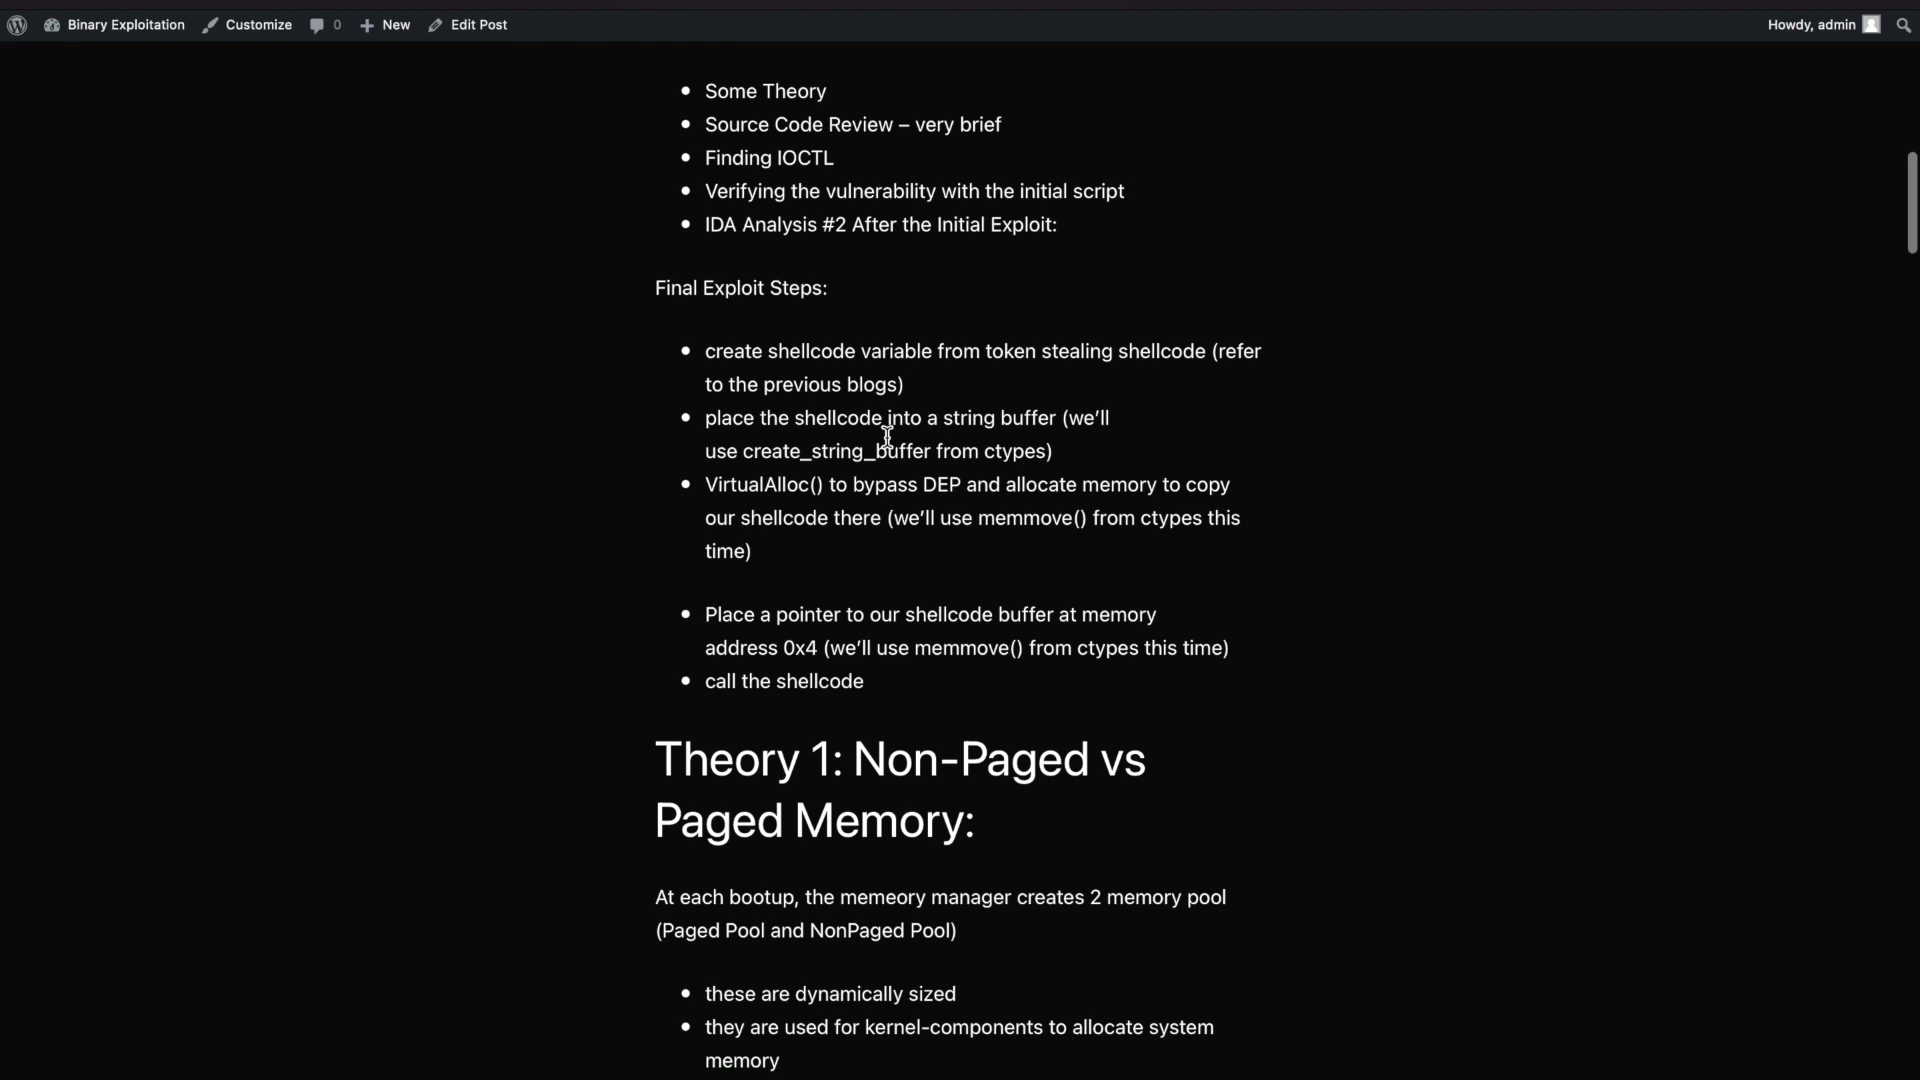 Binary Exploitation Customize 0 New Edit Post Howdy, admin
Some Theory
Source Code Review – very brief
Finding IOCTL
Verifying the vulnerability with the initial script
IDA Analysis #2 After the Initial Exploit:
Final Exploit Steps:
create shellcode variable from token stealing shellcode (refer
to the previous blogs)
place the shellcode into a string buffer (we’ll
use create_string_buffer from ctypes)
VirtualAlloc() to bypass DEP and allocate memory to copy
our shellcode there (we’ll use memmove() from ctypes this
time)
Place a pointer to our shellcode buffer at memory
address 0x4 (we’ll use memmove() from ctypes this time)
call the shellcode
Theory 1: Non-Paged vs
Paged Memory:
At each bootup, the memeory manager creates 2 memory pool
(Paged Pool and NonPaged Pool)
these are dynamically sized
they are used for kernel-components to allocate system
memory